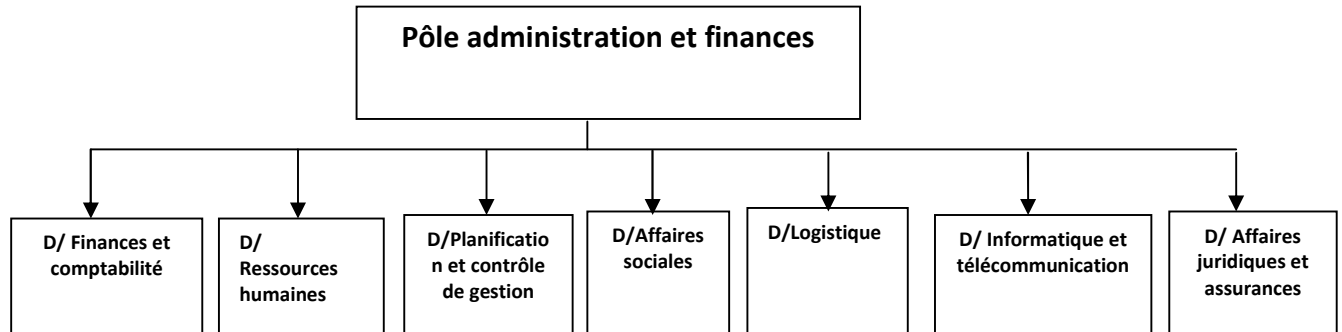 Pôle administration et finances
D/ Finances et
comptabilité
D/
Ressources
humaines
D/Planificatio
n et contrôle
de gestion
D/Affaires
sociales
D/Logistique
D/ Informatique et
télécommunication
D/ Affaires
juridiques et
assurances